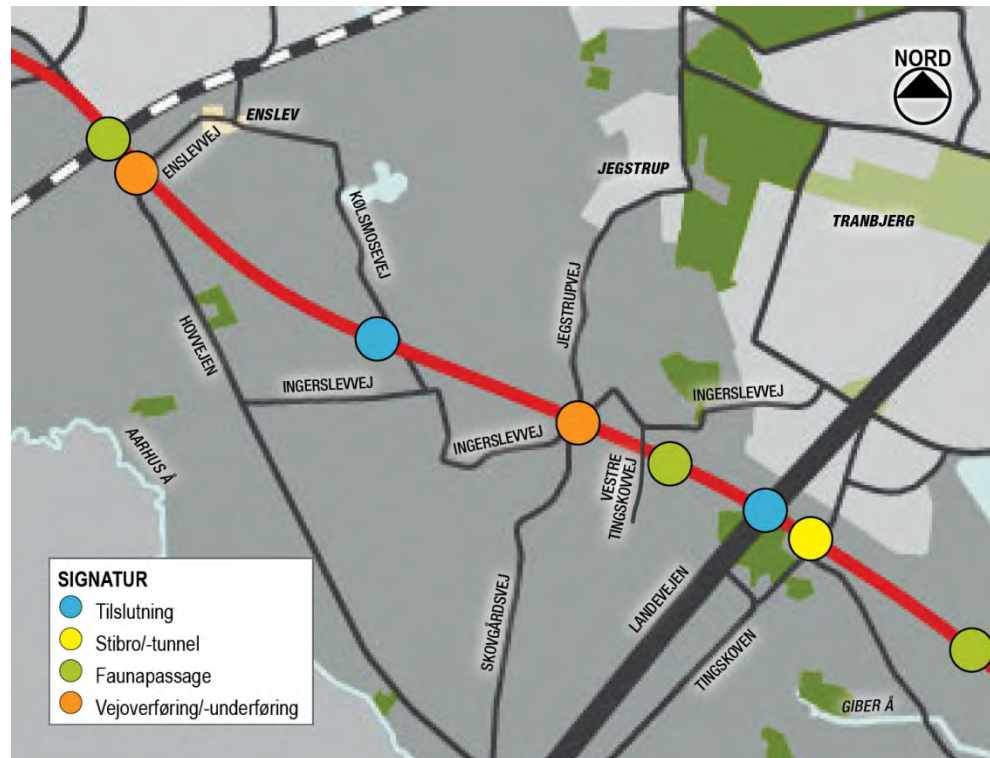 NORD
ENSLEV
ENSLEVVEJ
JEGSTRUP
KØLSMOSEVEJ
TRANBJERG
JEGSTRUPVEJ
HOVVEJEN
INGERSLEVVEJ
INGERSLEVVEJ
INGERSLEVVEJ
AARHUS Å
VESTRE
TINGSKOVVEJ
LANDEVEJEN
SKOVGÅRDSVEJ
TINGSKOVEN
GIBER Å
SIGNATUR
Tilslutning
Stibro/-tunnel
Faunapassage
Vejoverføring/-underføring